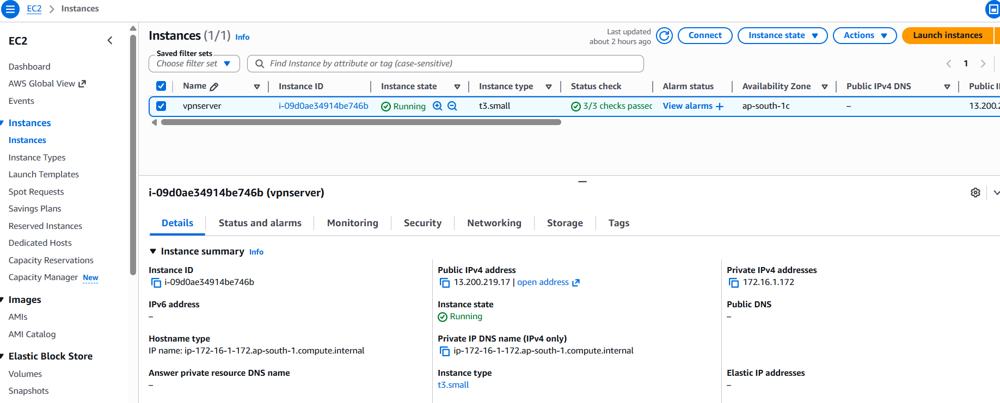 EC2 > Instances
EC2
Dashboard
AWS Global View
Events
Instances
Instances
Instance Types
Launch Templates
Spot Requests
Savings Plans
Reserved Instances
Dedicated Hosts
Capacity Reservations
Capacity Manager New
Images
AMIs
AMI Catalog
Elastic Block Store
Volumes
Snapshots
Instances (1/1) Info
Last updated
about 2 hours ago
Connect
Instance state
Actions
Launch instances
Saved filter sets
Choose filter set
Find Instance by attribute or tag (case-sensitive)
1
Name Instance ID Instance state Instance type Status check Alarm status Availability Zone Public IPv4 DNS Public
vpnserver i-09d0ae34914be746b Running t3.small 3/3 checks passed View alarms + ap-south-1c – 13.200.
i-09d0ae34914be746b (vpnserver)
Details Status and alarms Monitoring Security Networking Storage Tags
Instance summary Info
Instance ID
i-09d0ae34914be746b
Public IPv4 address
13.200.219.17 | open address
Private IPv4 addresses
172.16.1.172
IPv6 address
–
Instance state
Running
Public DNS
–
Hostname type
IP name: ip-172-16-1-172.ap-south-1.compute.internal
Private IP DNS name (IPv4 only)
ip-172-16-1-172.ap-south-1.compute.internal
Answer private resource DNS name
–
Instance type
t3.small
Elastic IP addresses
–